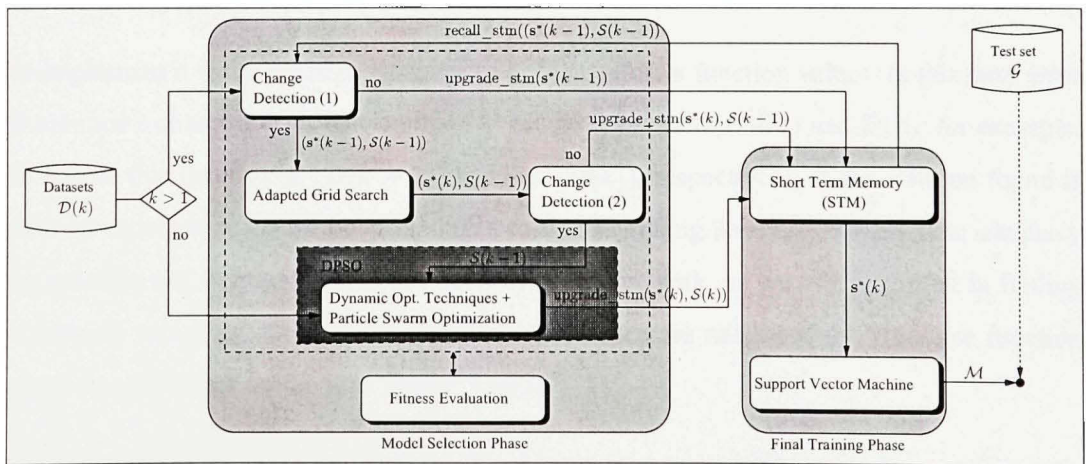 recall_stm((s*(k−1), S(k−1))
Test set
G
Change
Detection (1)
no
upgrade_stm(s*(k−1))
upgrade_stm(s*(k), S(k−1))
yes
(s*(k−1), S(k−1))
no
Datasets
D(k)
yes
k > 1
no
Adapted Grid Search
(s*(k), S(k−1))
Change
Detection (2)
Short Term Memory
(STM)
yes
S(k−1)
DPSO
Dynamic Opt. Techniques +
Particle Swarm Optimization
upgrade_stm(s*(k), S(k))
s*(k)
Fitness Evaluation
Support Vector Machine
M
Model Selection Phase
Final Training Phase